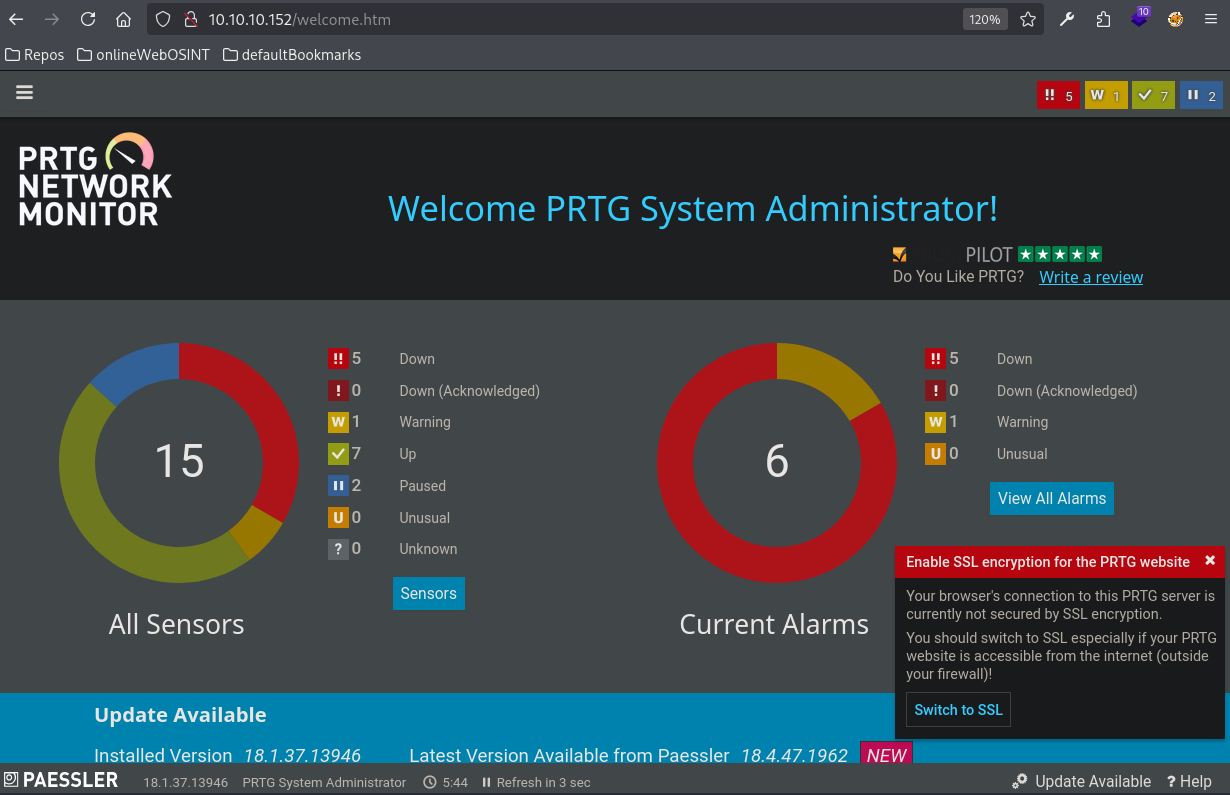 10.10.10.152/welcome.htm
120%
10
Repos
onlineWebOSINT
defaultBookmarks
!! 5
W 1
7
2
PRTG
NETWORK
MONITOR
Welcome PRTG System Administrator!
PILOT
Do You Like PRTG? Write a review
15
!! 5 Down
! 0 Down (Acknowledged)
W 1 Warning
7 Up
2 Paused
U 0 Unusual
? 0 Unknown
Sensors
All Sensors
6
!! 5 Down
! 0 Down (Acknowledged)
W 1 Warning
U 0 Unusual
View All Alarms
Current Alarms
Enable SSL encryption for the PRTG website
Your browser's connection to this PRTG server is
currently not secured by SSL encryption.
You should switch to SSL especially if your PRTG
website is accessible from the internet (outside
your firewall)!
Switch to SSL
Update Available
Installed Version 18.1.37.13946 Latest Version Available from Paessler 18.4.47.1962 NEW
PAESSLER 18.1.37.13946 PRTG System Administrator 5:44 Refresh in 3 sec Update Available ? Help